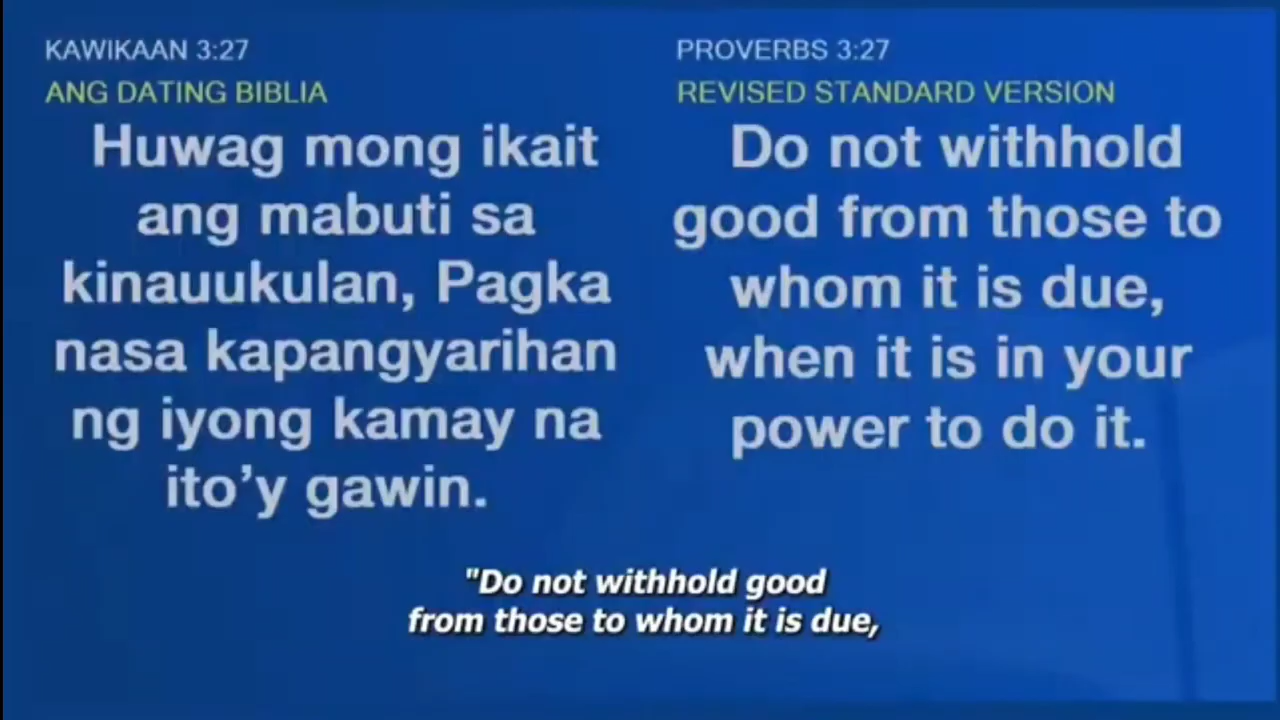 KAWIKAAN 3:27
ANG DATING BIBLIA
Huwag mong ikait
ang mabuti sa
kinauukulan, Pagka
nasa kapangyarihan
ng iyong kamay na
ito’y gawin.
PROVERBS 3:27
REVISED STANDARD VERSION
Do not withhold
good from those to
whom it is due,
when it is in your
power to do it.
"Do not withhold good
from those to whom it is due,